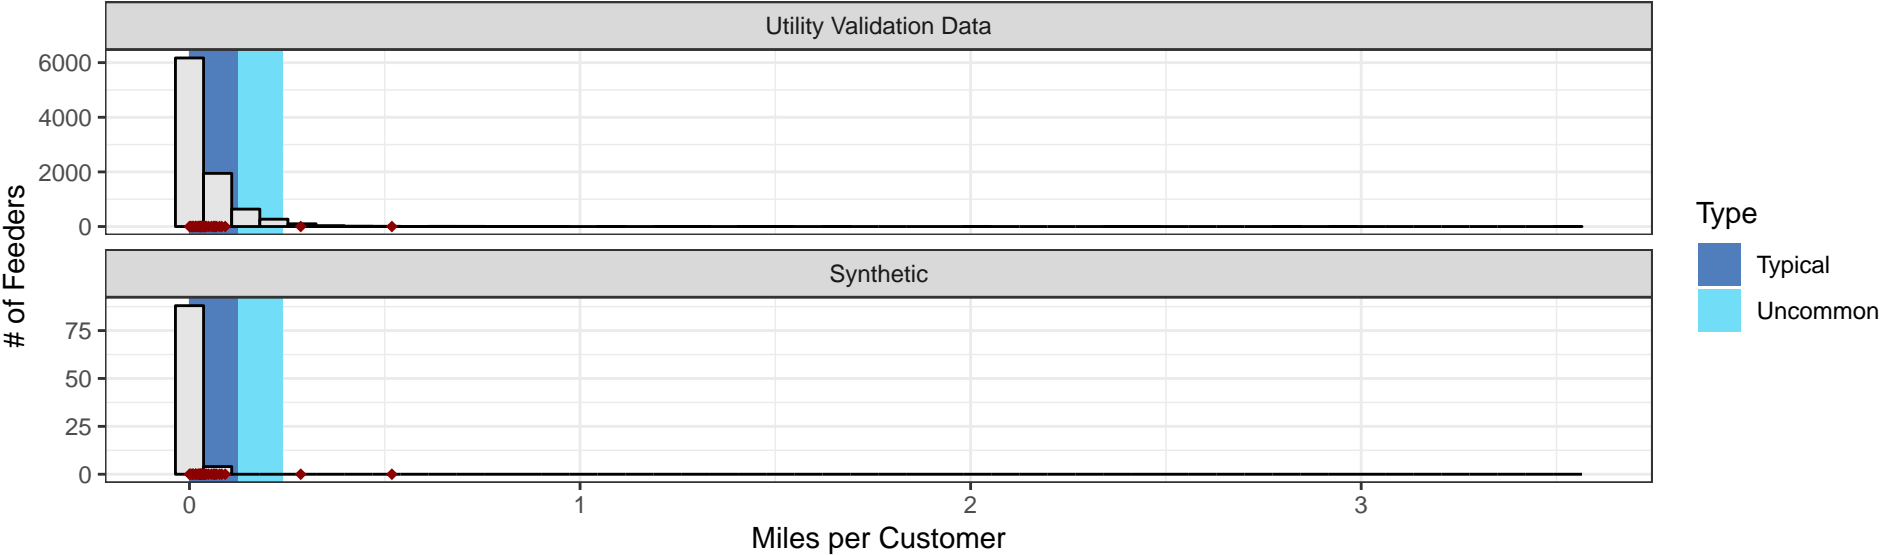 Utility Validation Data
6000
4000
2000
0
# of Feeders
Synthetic
75
50
25
0
0 1 2 3
Miles per Customer
Type
Typical
Uncommon